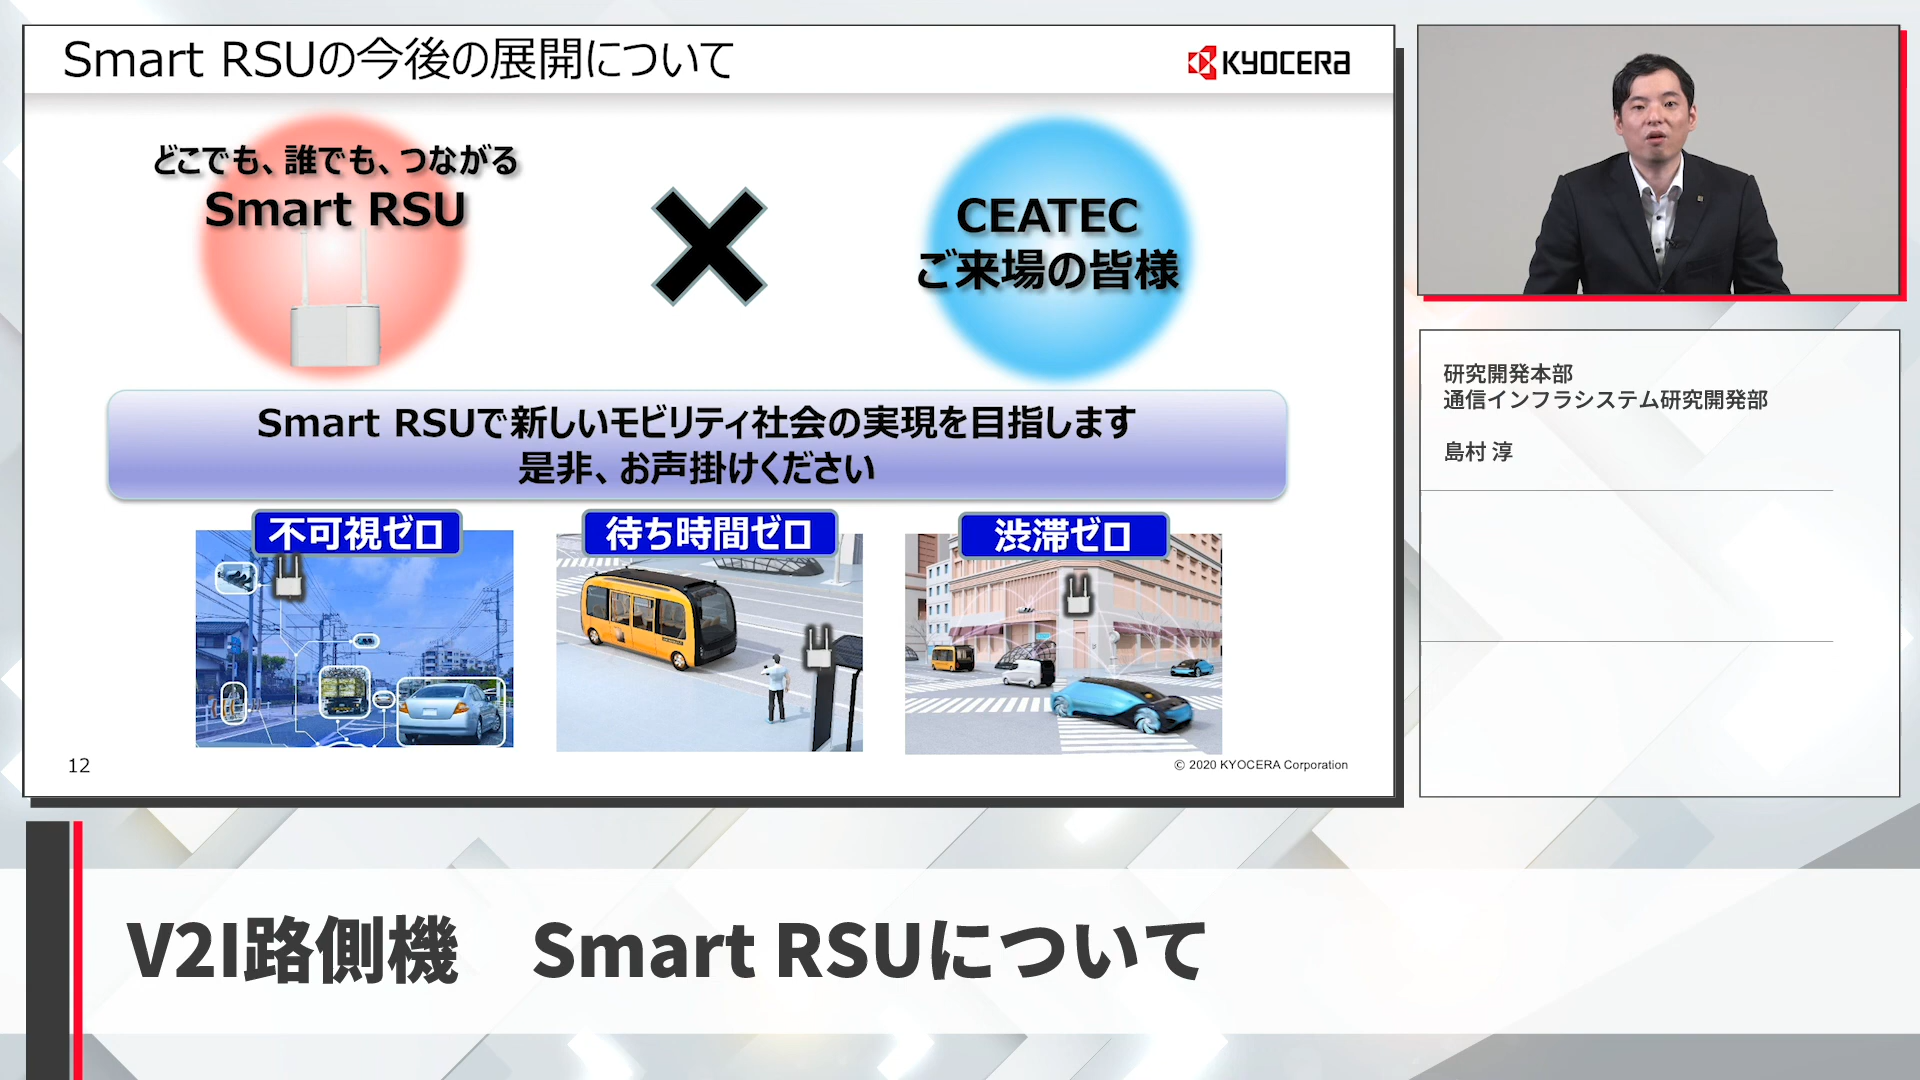 Smart RSUの今後の展開について
KYOCERA
どこでも、誰でも、つながる
Smart RSU
CEATEC
ご来場の皆様
Smart RSUで新しいモビリティ社会の実現を目指します
是非、お声掛けください
不可視ゼロ
待ち時間ゼロ
渋滞ゼロ
12
© 2020 KYOCERA Corporation
研究開発本部
通信インフラシステム研究開発部
島村 淳
V2I路側機　Smart RSUについて